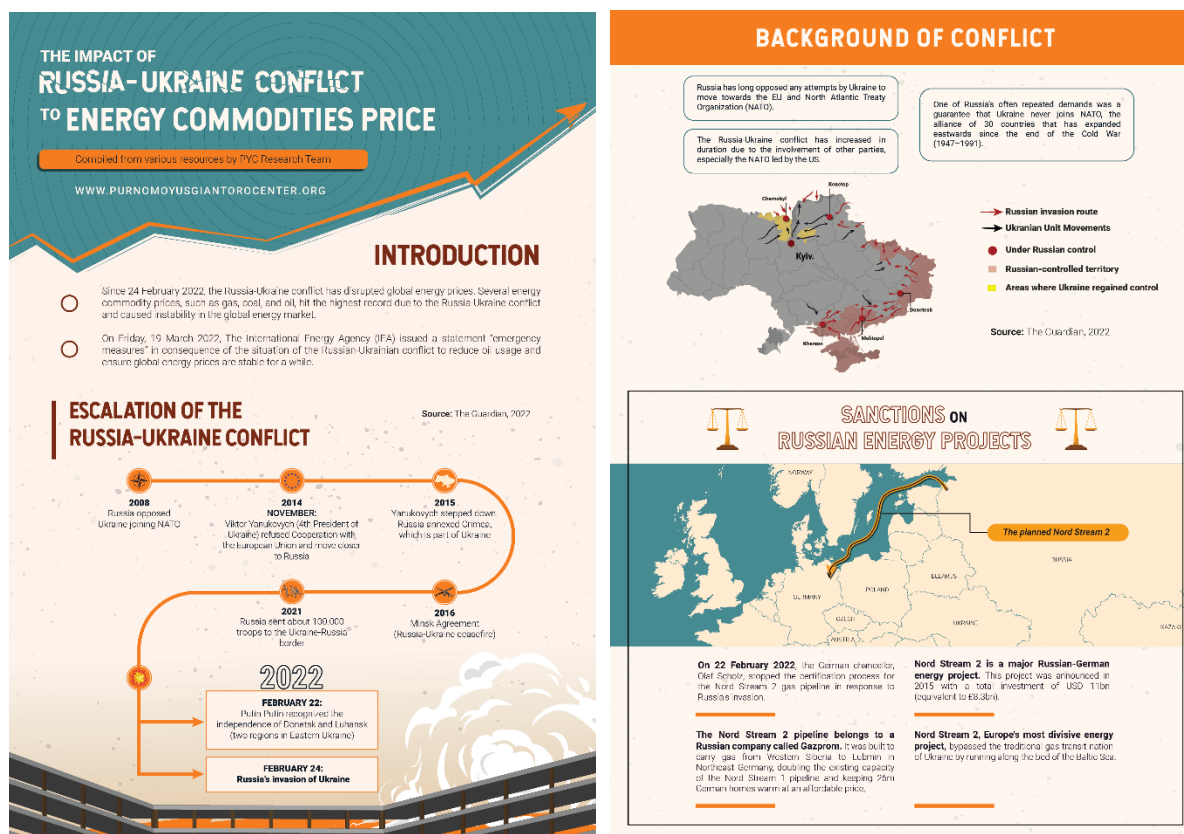 THE IMPACT OF
RUSSIA-UKRAINE CONFLICT
TO ENERGY COMMODITIES PRICE
Compiled from various resources by PYC Research Team
WWW.PURNOMOYUSGIANTOROCENTER.ORG
INTRODUCTION
Since 24 February 2022, the Russia-Ukraine conflict has disrupted global energy prices. Several energy
commodity prices, such as gas, coal, and oil, hit the highest record due to the Russia Ukraine conflict
and caused instability in the global energy market.
On Friday, 19 March 2022, The International Energy Agency (IEA) issued a statement "emergency
measures" in consequence of the situation of the Russian-Ukrainian conflict to reduce oil usage and
ensure global energy prices are stable for a while.
ESCALATION OF THE
RUSSIA-UKRAINE CONFLICT
Source: The Guardian, 2022
2008
Russia opposed
Ukraine joining NATO
2014
NOVEMBER:
Viktor Yanukovych (4th President of
Ukraine) refused Cooperation with
the European Union and move closer
to Russia
2015
Yanukovych stepped down.
Russia annexed Crimea,
which is part of Ukraine
2021
Russia sent about 100.000
troops to the Ukraine-Russia
border
2016
Minsk Agreement
(Russia-Ukraine ceasefire)
2022
FEBRUARY 22:
Putin Putin recognized the
independence of Donetsk and Luhansk
(two regions in Eastern Ukraine)
FEBRUARY 24:
Russia's invasion of Ukraine
BACKGROUND OF CONFLICT
Russia has long opposed any attempts by Ukraine to
move towards the EU and North Atlantic Treaty
Organization (NATO).
The Russia-Ukraine conflict has increased in
duration due to the involvement of other parties,
especially the NATO led by the US.
One of Russia's often repeated demands was a
guarantee that Ukraine never joins NATO, the
alliance of 30 countries that has expanded
eastwards since the end of the Cold War
(1947–1991).
Konotop
Chernobyl
Kyiv.
Donetesk
Melitopol
Kherson
Russian invasion route
Ukranian Unit Movements
Under Russian control
Russian-controlled territory
Areas where Ukraine regained control
Source: The Guardian, 2022
SANCTIONS ON
RUSSIAN ENERGY PROJECTS
NORWAY
The planned Nord Stream 2
RUSSIA
BELARUS
POLAND
GERMANY
CZECH
UKRAINE
AUSTRIA
KAZAK
On 22 February 2022, the German chancellor,
Olaf Scholz, stopped the certification process for
the Nord Stream 2 gas pipeline in response to
Russias invasion.
Nord Stream 2 is a major Russian-German
energy project. This project was announced in
2015 with a total investment of USD 11bn
(equivalent to £8.3bn).
The Nord Stream 2 pipeline belongs to a
Russian company called Gazprom. It was built to
carry gas from Western Siberia to Lubmin in
Northeast Germany, doubling the existing capacity
of the Nord Stream 1 pipeline and keeping 26m
German homes warm at an affordable price.
Nord Stream 2, Europe's most divisive energy
project, bypassed the traditional gas transit nation
of Ukraine by running along the bed of the Baltic Sea.